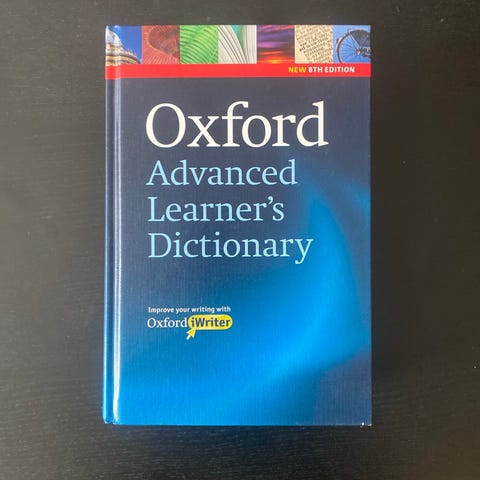 NEW 8TH EDITION
Oxford
Advanced
Learner's
Dictionary
Improve your writing with
Oxford iWriter